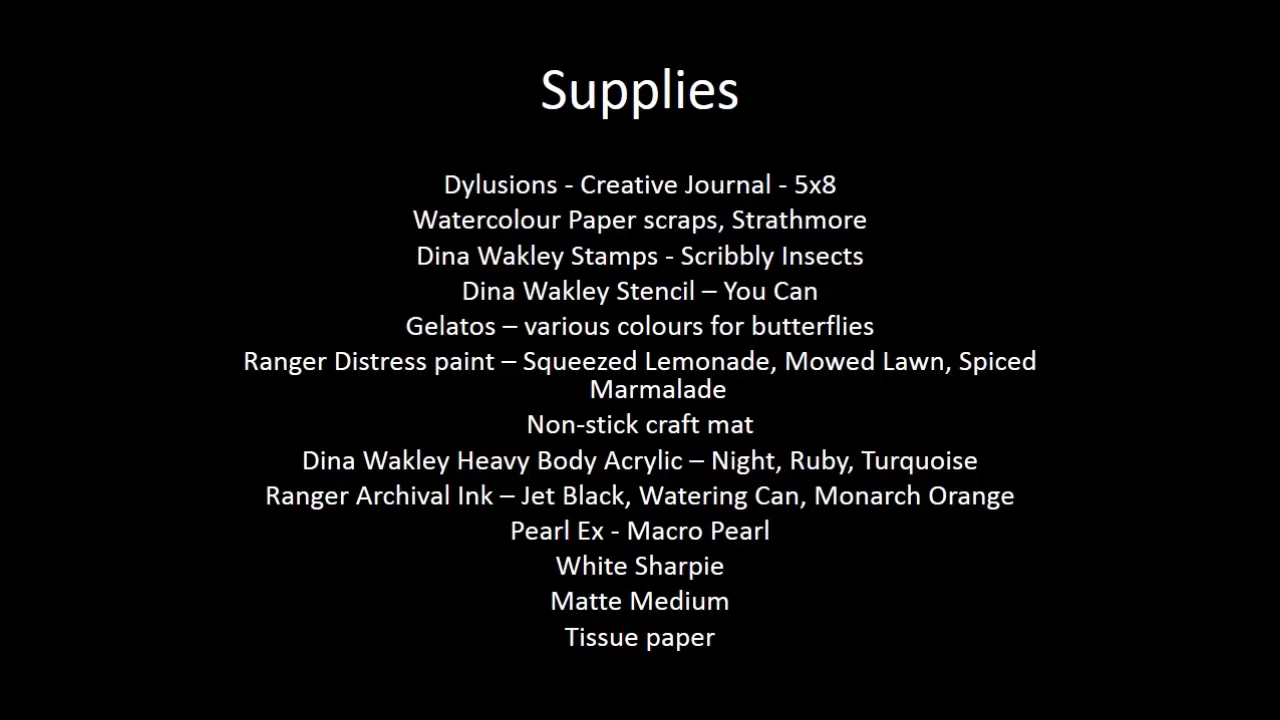 Supplies
Dylusions - Creative Journal - 5x8
Watercolour Paper scraps, Strathmore
Dina Wakley Stamps - Scribbly Insects
Dina Wakley Stencil – You Can
Gelatos – various colours for butterflies
Ranger Distress paint – Squeezed Lemonade, Mowed Lawn, Spiced
Marmalade
Non-stick craft mat
Dina Wakley Heavy Body Acrylic – Night, Ruby, Turquoise
Ranger Archival Ink – Jet Black, Watering Can, Monarch Orange
Pearl Ex - Macro Pearl
White Sharpie
Matte Medium
Tissue paper